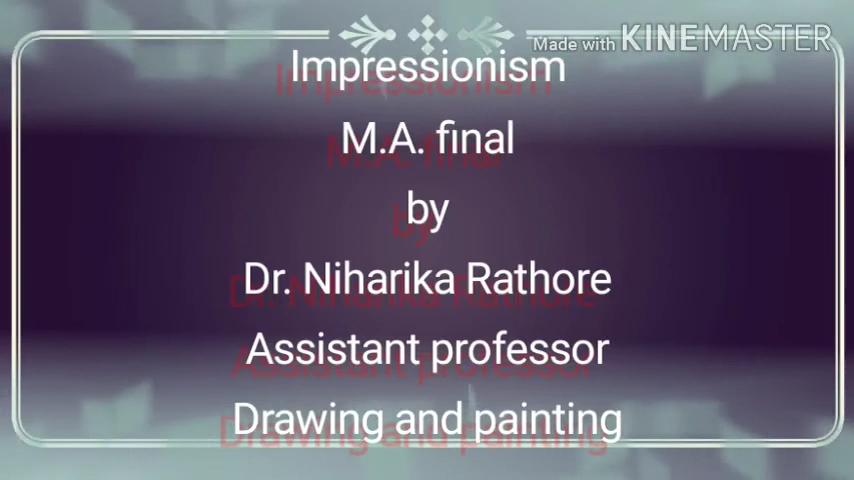 Made with KINEMASTER
Impressionism
M.A. final
by
Dr. Niharika Rathore
Assistant professor
Drawing and painting